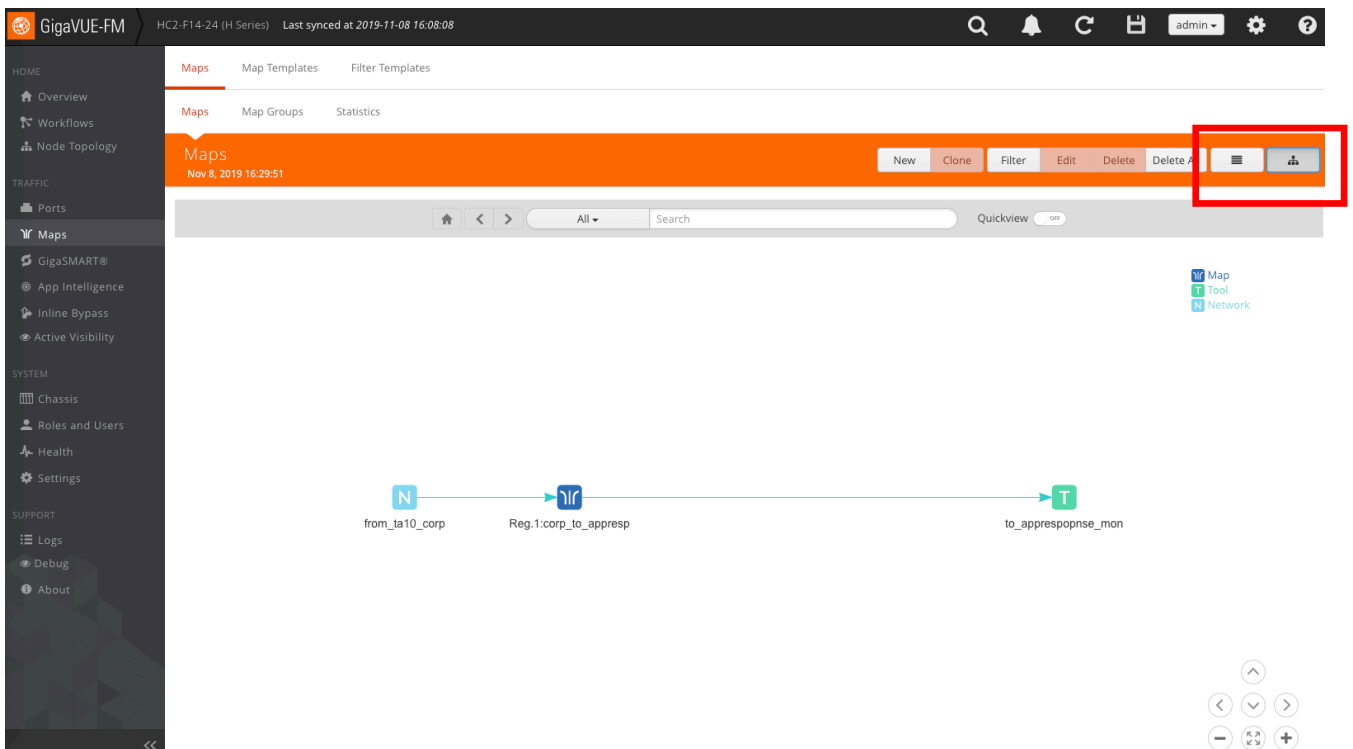 GigaVUE-FM HC2-F14-24 (H Series) Last synced at 2019-11-08 16:08:08 admin
HOME
Overview
Workflows
Node Topology
TRAFFIC
Ports
Maps
GigaSMART®
App Intelligence
Inline Bypass
Active Visibility
SYSTEM
Chassis
Roles and Users
Health
Settings
SUPPORT
Logs
Debug
About
Maps Map Templates Filter Templates
Maps Map Groups Statistics
Maps
Nov 8, 2019 16:29:51
New Clone Filter Edit Delete Delete A
All Search Quickview OFF
Map
T Tool
N Network
N T
from_ta10_corp Reg.1:corp_to_appresp to_apprespopnse_mon